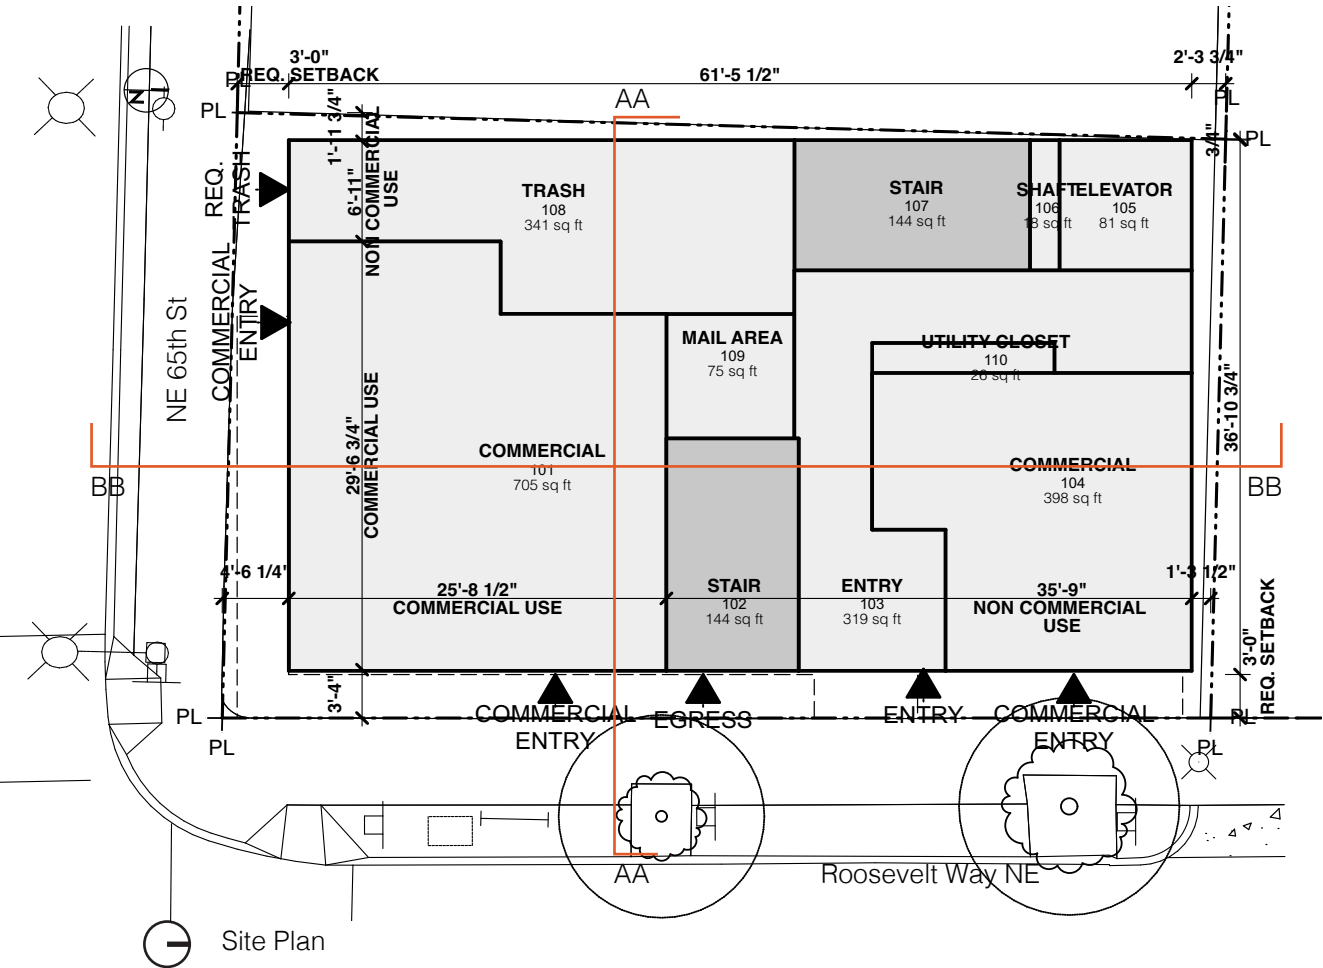 3'-0"
REQ. SETBACK
61'-5 1/2"
2'-3 3/4"
PL
PL
AA
PL
PL
N
1'-11 3/4"
3/4"
REQ.
TRASH
6'-11"
NON COMMERCIAL
USE
TRASH
108
341 sq ft
STAIR
107
144 sq ft
SHAFT
106
18 sq ft
ELEVATOR
105
81 sq ft
NE 65th St
COMMERCIAL
ENTRY
MAIL AREA
109
75 sq ft
UTILITY CLOSET
110
26 sq ft
29'-6 3/4"
COMMERCIAL USE
36'-10 3/4"
COMMERCIAL
101
705 sq ft
COMMERCIAL
104
398 sq ft
BB
BB
4'-6 1/4"
25'-8 1/2"
COMMERCIAL USE
STAIR
102
144 sq ft
ENTRY
103
319 sq ft
35'-9"
NON COMMERCIAL
USE
1'-3 1/2"
3'-0"
REQ. SETBACK
3'-4"
PL
PL
COMMERCIAL
ENTRY
EGRESS
ENTRY
COMMERCIAL
ENTRY
PL
PL
AA
Roosevelt Way NE
Site Plan